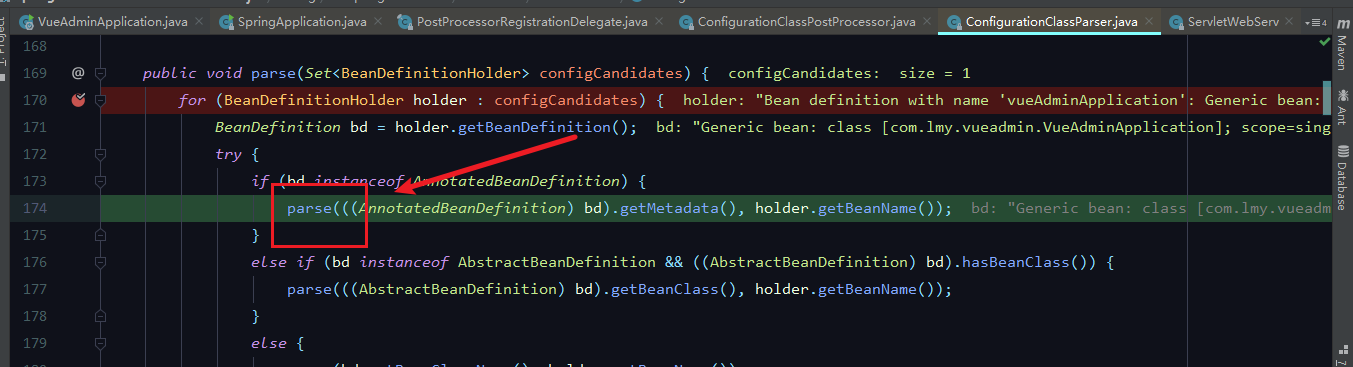 VueAdminApplication.java × SpringApplication.java × PostProcessorRegistrationDelegate.java × ConfigurationClassPostProcessor.java × ConfigurationClassParser.java × ServletWebServ × 4
168
169 @ public void parse(Set<BeanDefinitionHolder> configCandidates) { configCandidates: size = 1
170 for (BeanDefinitionHolder holder : configCandidates) { holder: "Bean definition with name 'vueAdminApplication': Generic bean:
171 BeanDefinition bd = holder.getBeanDefinition(); bd: "Generic bean: class [com.lmy.vueadmin.VueAdminApplication]; scope=sing
172 try {
173 if (bd instanceof AnnotatedBeanDefinition) {
174 parse(((AnnotatedBeanDefinition) bd).getMetadata(), holder.getBeanName()); bd: "Generic bean: class [com.lmy.vueadm
175 }
176 else if (bd instanceof AbstractBeanDefinition && ((AbstractBeanDefinition) bd).hasBeanClass()) {
177 parse(((AbstractBeanDefinition) bd).getBeanClass(), holder.getBeanName());
178 }
179 else {
Maven
Ant
Database